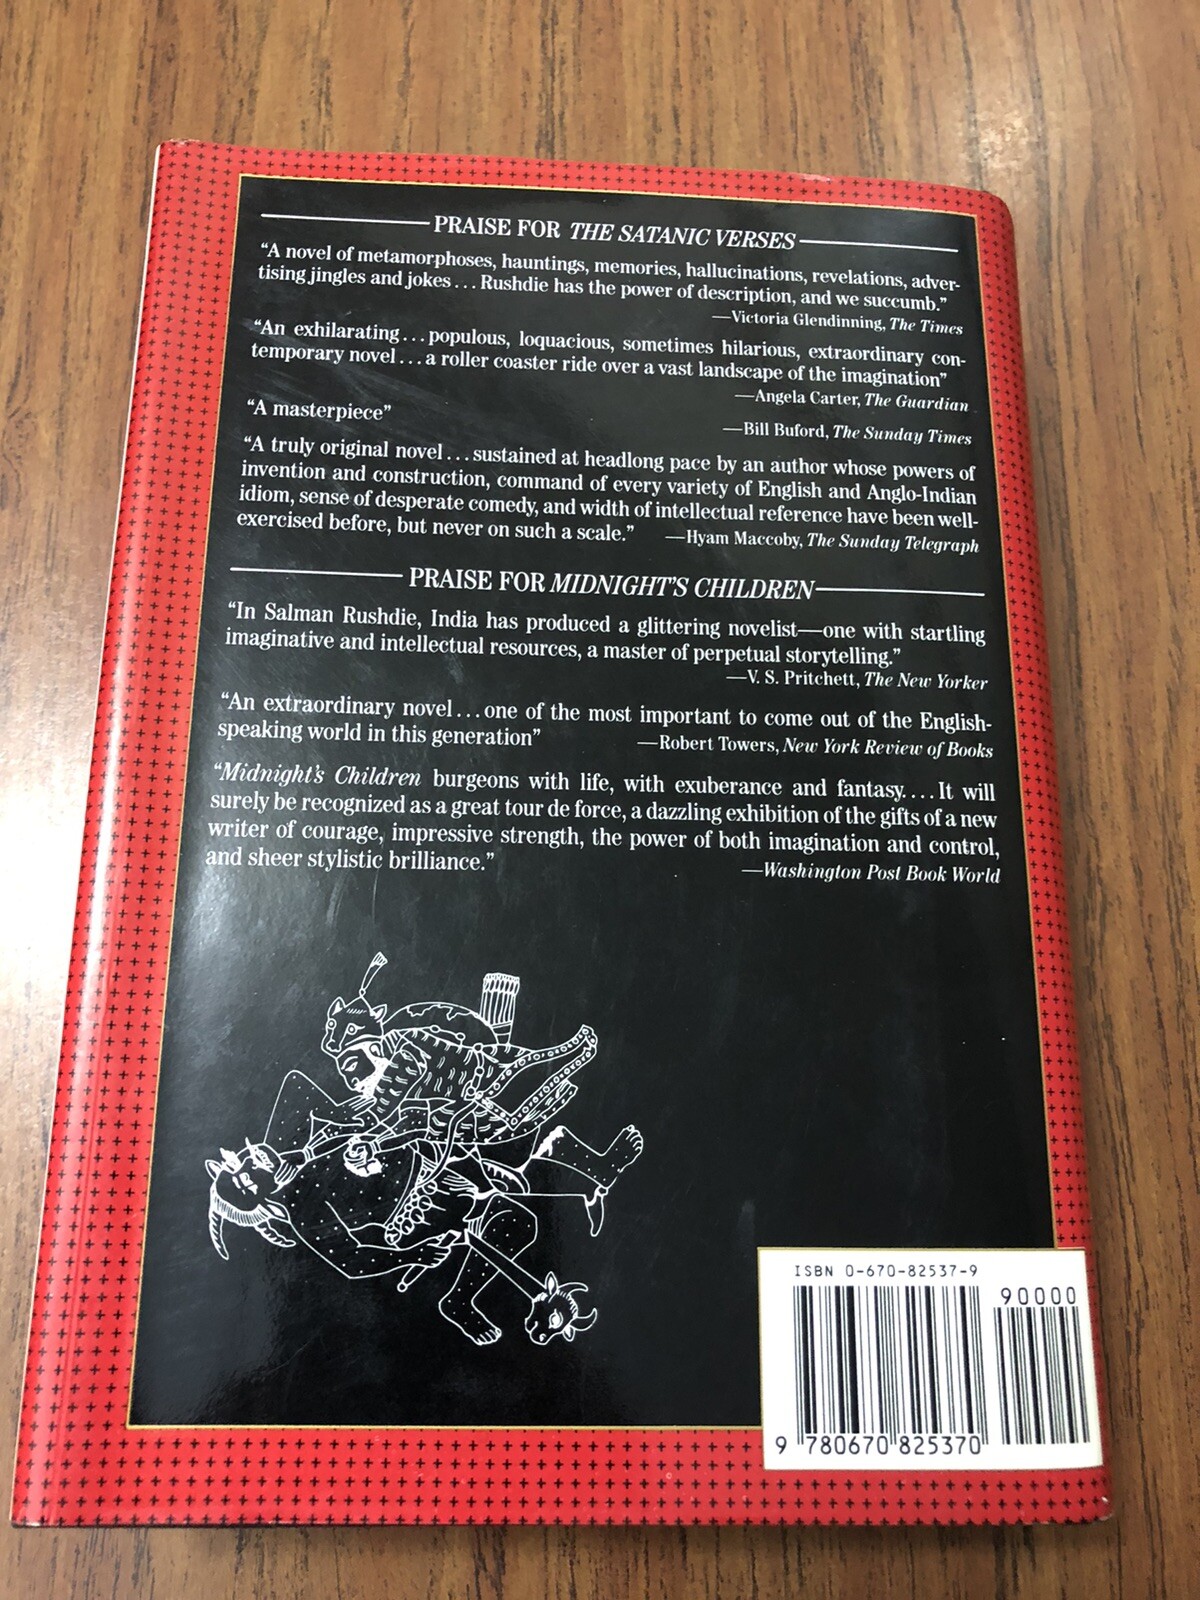 PRAISE FOR THE SATANIC VERSES
“A novel of metamorphoses, hauntings, memories, hallucinations, revelations, adver-
tising jingles and jokes... Rushdie has the power of description, and we succumb.”
—Victoria Glendinning, The Times
“An exhilarating... populous, loquacious, sometimes hilarious, extraordinary con-
temporary novel... a roller coaster ride over a vast landscape of the imagination”
—Angela Carter, The Guardian
“A masterpiece”
—Bill Buford, The Sunday Times
“A truly original novel... sustained at headlong pace by an author whose powers of
invention and construction, command of every variety of English and Anglo-Indian
idiom, sense of desperate comedy, and width of intellectual reference have been well-
exercised before, but never on such a scale.” —Hyam Maccoby, The Sunday Telegraph
PRAISE FOR MIDNIGHT'S CHILDREN
“In Salman Rushdie, India has produced a glittering novelist—one with startling
imaginative and intellectual resources, a master of perpetual storytelling.”
—V. S. Pritchett, The New Yorker
“An extraordinary novel... one of the most important to come out of the English-
speaking world in this generation” —Robert Towers, New York Review of Books
“Midnight's Children burgeons with life, with exuberance and fantasy.... It will
surely be recognized as a great tour de force, a dazzling exhibition of the gifts of a new
writer of courage, impressive strength, the power of both imagination and control,
and sheer stylistic brilliance.” —Washington Post Book World
ISBN 0-670-82537-9
90000
9 780670 825370